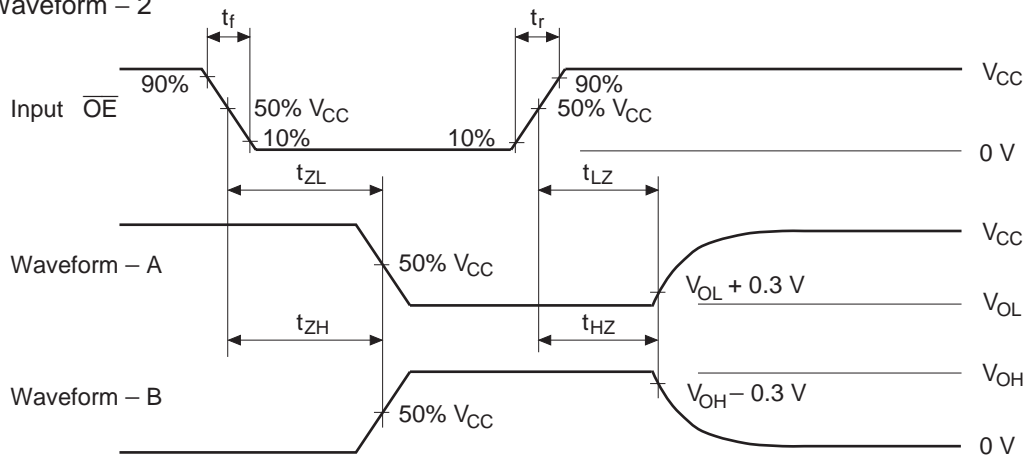 Waveform – 2
tf
tr
90%
90%
VCC
Input OE
50% VCC
50% VCC
10%
10%
0 V
tZL
tLZ
VCC
Waveform – A
50% VCC
VOL + 0.3 V
VOL
tZH
tHZ
VOH
Waveform – B
VOH – 0.3 V
50% VCC
0 V